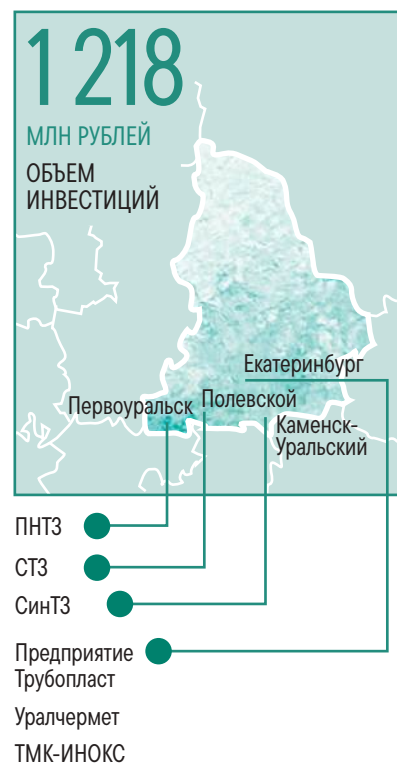 1 218
МЛН РУБЛЕЙ
ОБЪЕМ
ИНВЕСТИЦИЙ
Екатеринбург
Первоуральск
Полевской
Каменск-
Уральский
ПНТЗ
СТЗ
СинТЗ
Предприятие
Трубопласт
Уралчермет
ТМК-ИНОКС